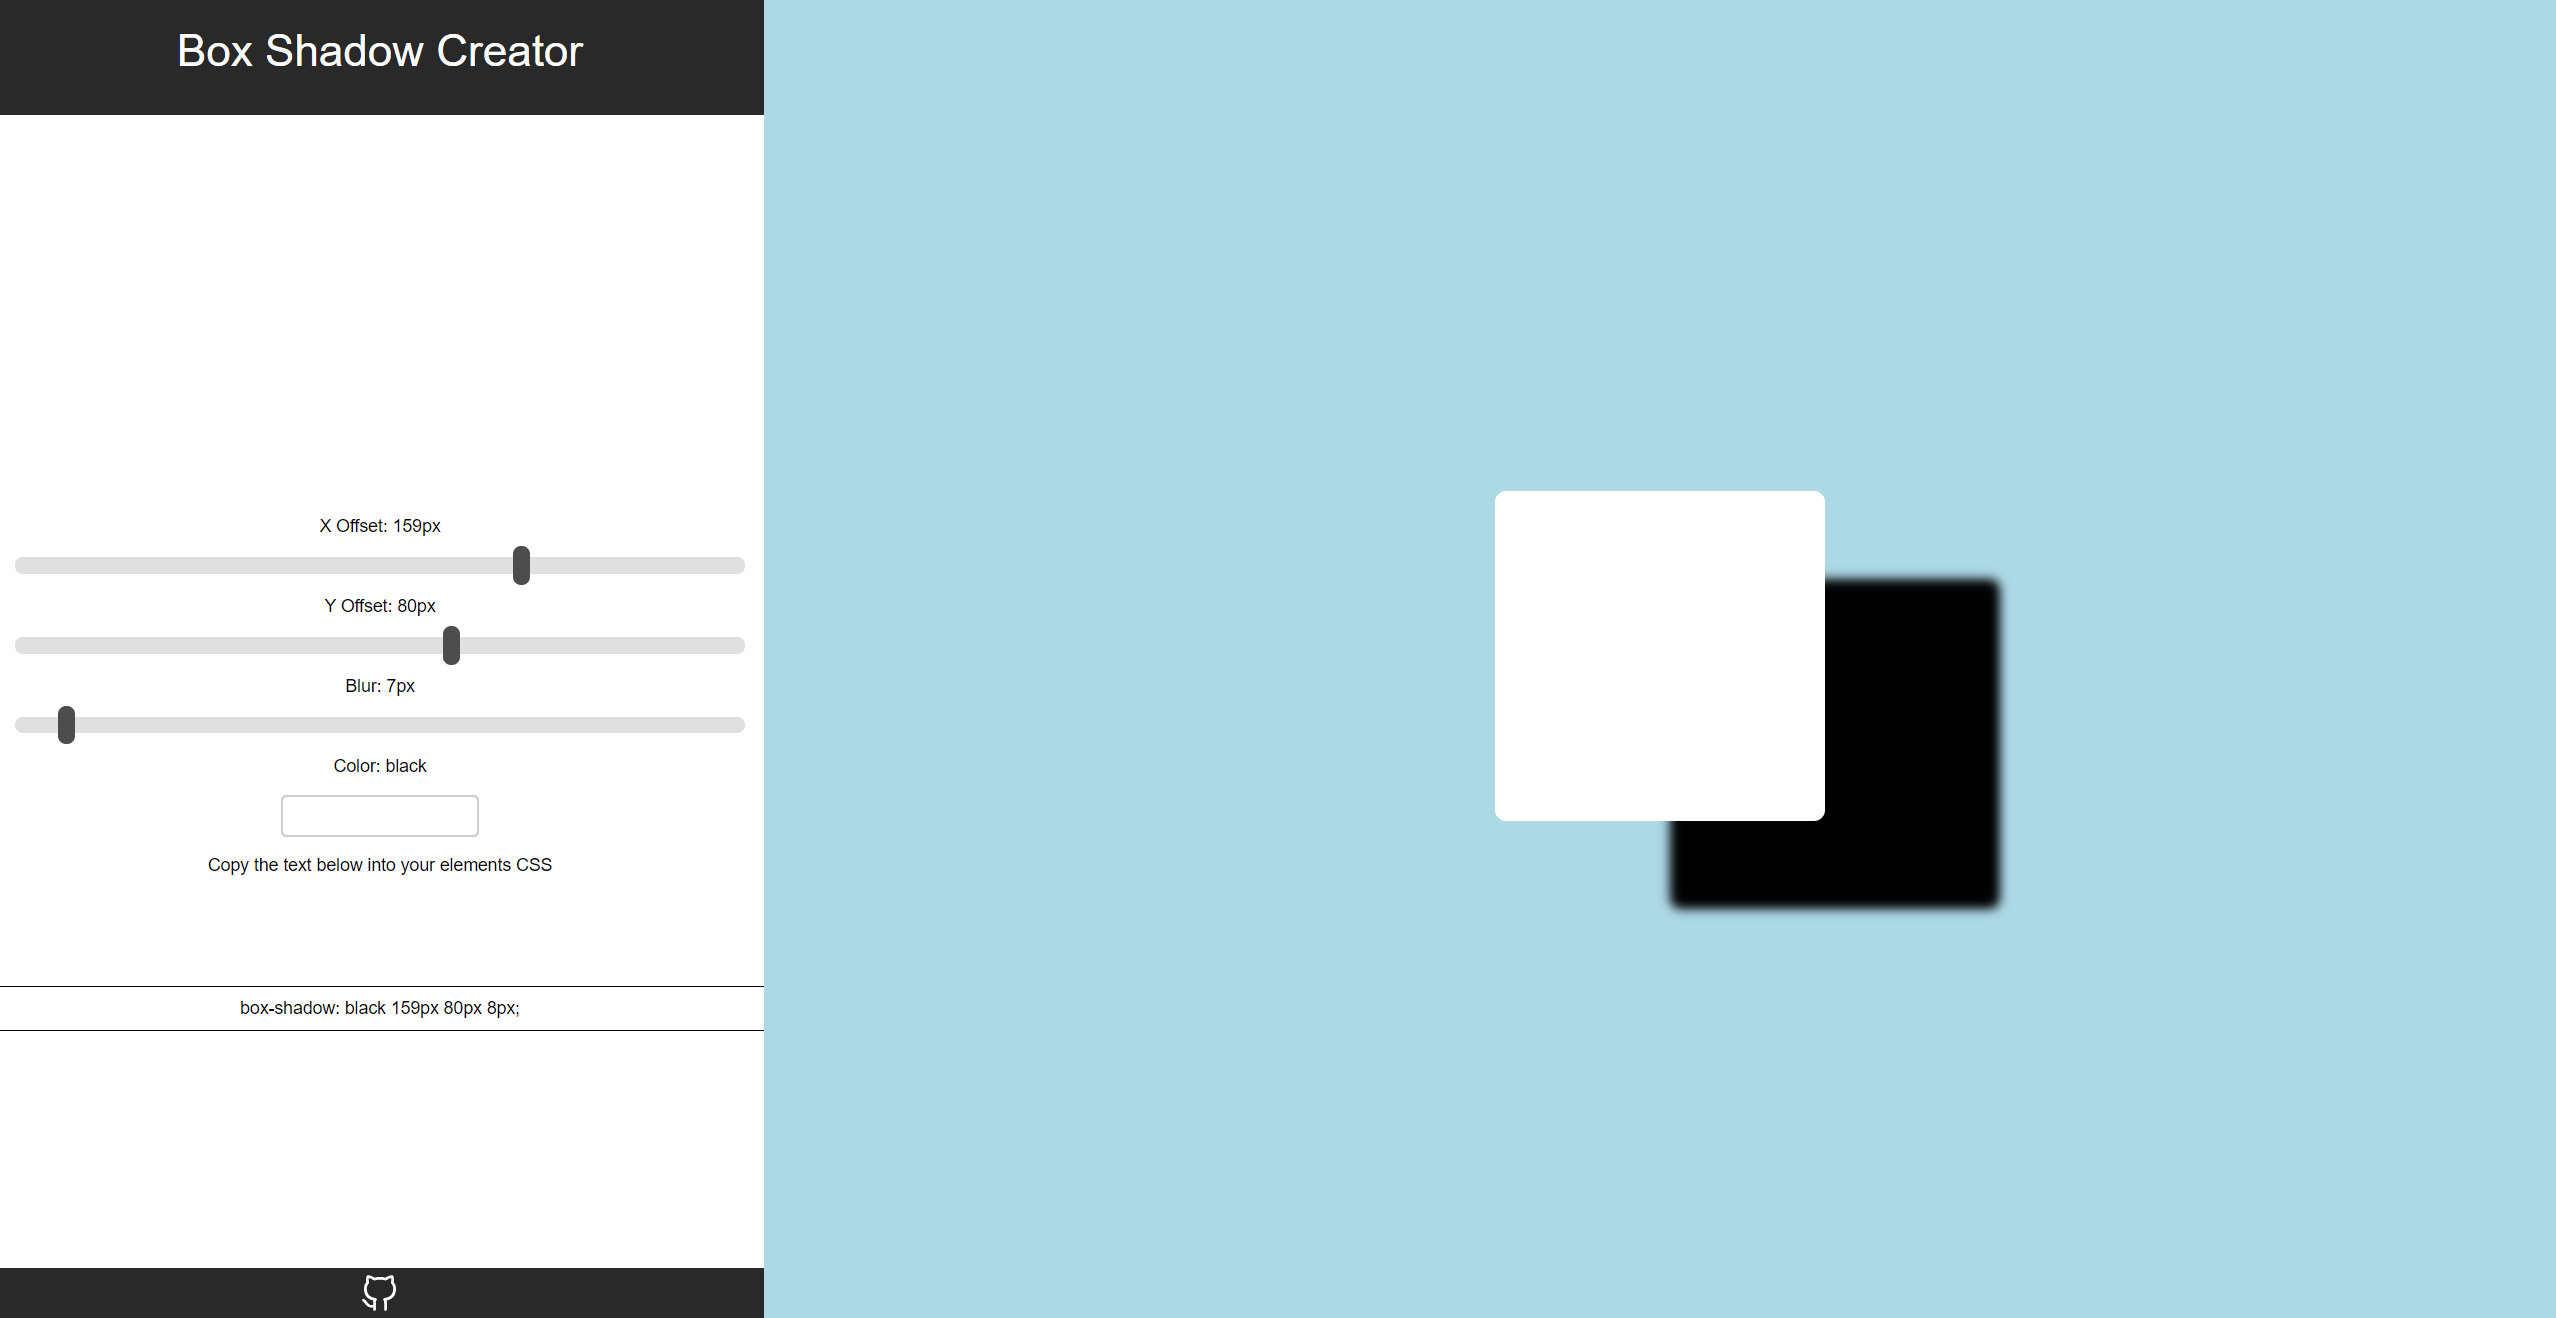 Box Shadow Creator
X Offset: 159px
Y Offset: 80px
Blur: 7px
Color: black
Copy the text below into your elements CSS
box-shadow: black 159px 80px 8px;